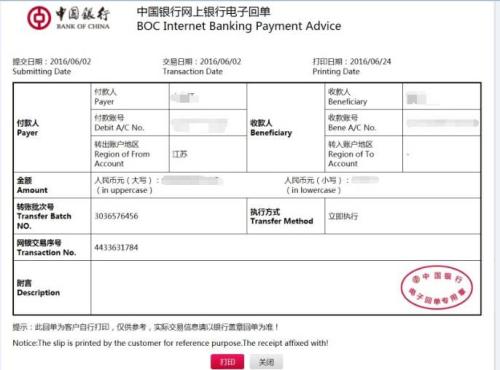 中国银行
BANK OF CHINA
中国银行网上银行电子回单
BOC Internet Banking Payment Advice
提交日期：2016/06/02
Submitting Date
交易日期：2016/06/02
Transaction Date
打印日期：2016/06/24
Printing Date
付款人
Payer
付款人
Payer
付款账号
Debit A/C No.
转出账户地区
Region of From
Account
江苏
收款人
Beneficiary
收款人
Beneficiary
收款账号
Bene A/C No.
转入账户地区
Region of To
Account
-
金额
Amount
人民币元（大写）:
( in uppercase )
人民币元（小写）:
( in lowercase )
转账批次号
Transfer Batch
NO.
3036576456
执行方式
Transfer Method
立即执行
网银交易序号
Transaction No.
4433631784
附言
Description
中国银行
电子回单专用章
提示：此回单为客户自行打印，仅供参考，实际交易信息请以银行盖章回单为准！
Notice:The slip is printed by the customer for reference purpose.The receipt affixed with!
打印
关闭